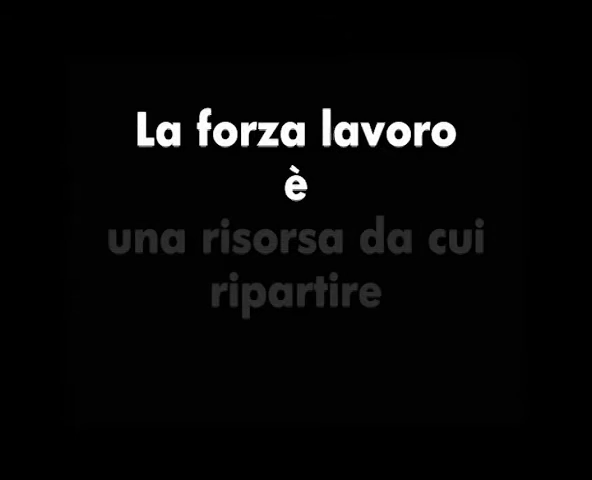 La forza lavoro
è
una risorsa da cui
ripartire